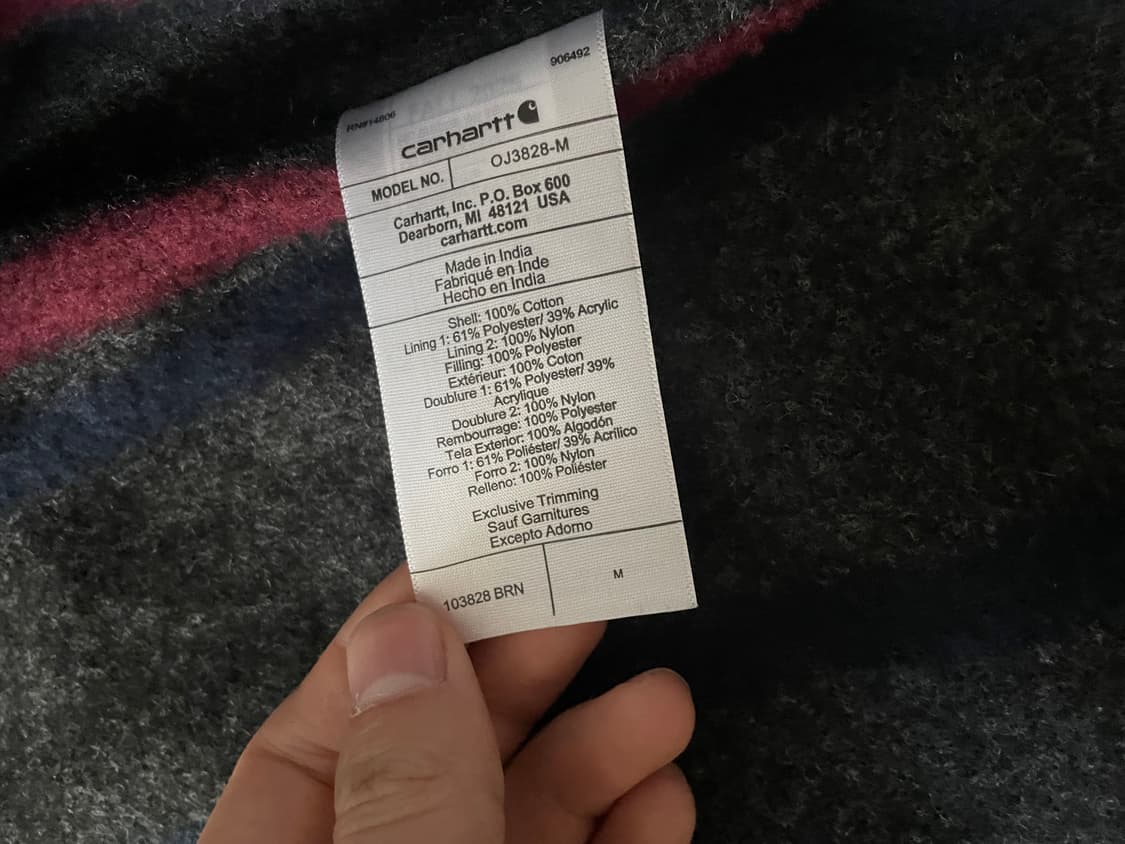 906492
RN#14806
carhartt
MODEL NO. OJ3828-M
Carhartt, Inc. P.O. Box 600
Dearborn, MI 48121 USA
carhartt.com
Made in India
Fabriqué en Inde
Hecho en India
Shell: 100% Cotton
Lining 1: 61% Polyester/ 39% Acrylic
Lining 2: 100% Nylon
Filling: 100% Polyester
Extérieur: 100% Coton
Doublure 1: 61% Polyester/ 39%
Acrylique
Doublure 2: 100% Nylon
Rembourrage: 100% Polyester
Tela Exterior: 100% Algodón
Forro 1: 61% Poliéster/ 39% Acrílico
Forro 2: 100% Nylon
Relleno: 100% Poliéster
Exclusive Trimming
Sauf Garnitures
Excepto Adorno
103828 BRN M